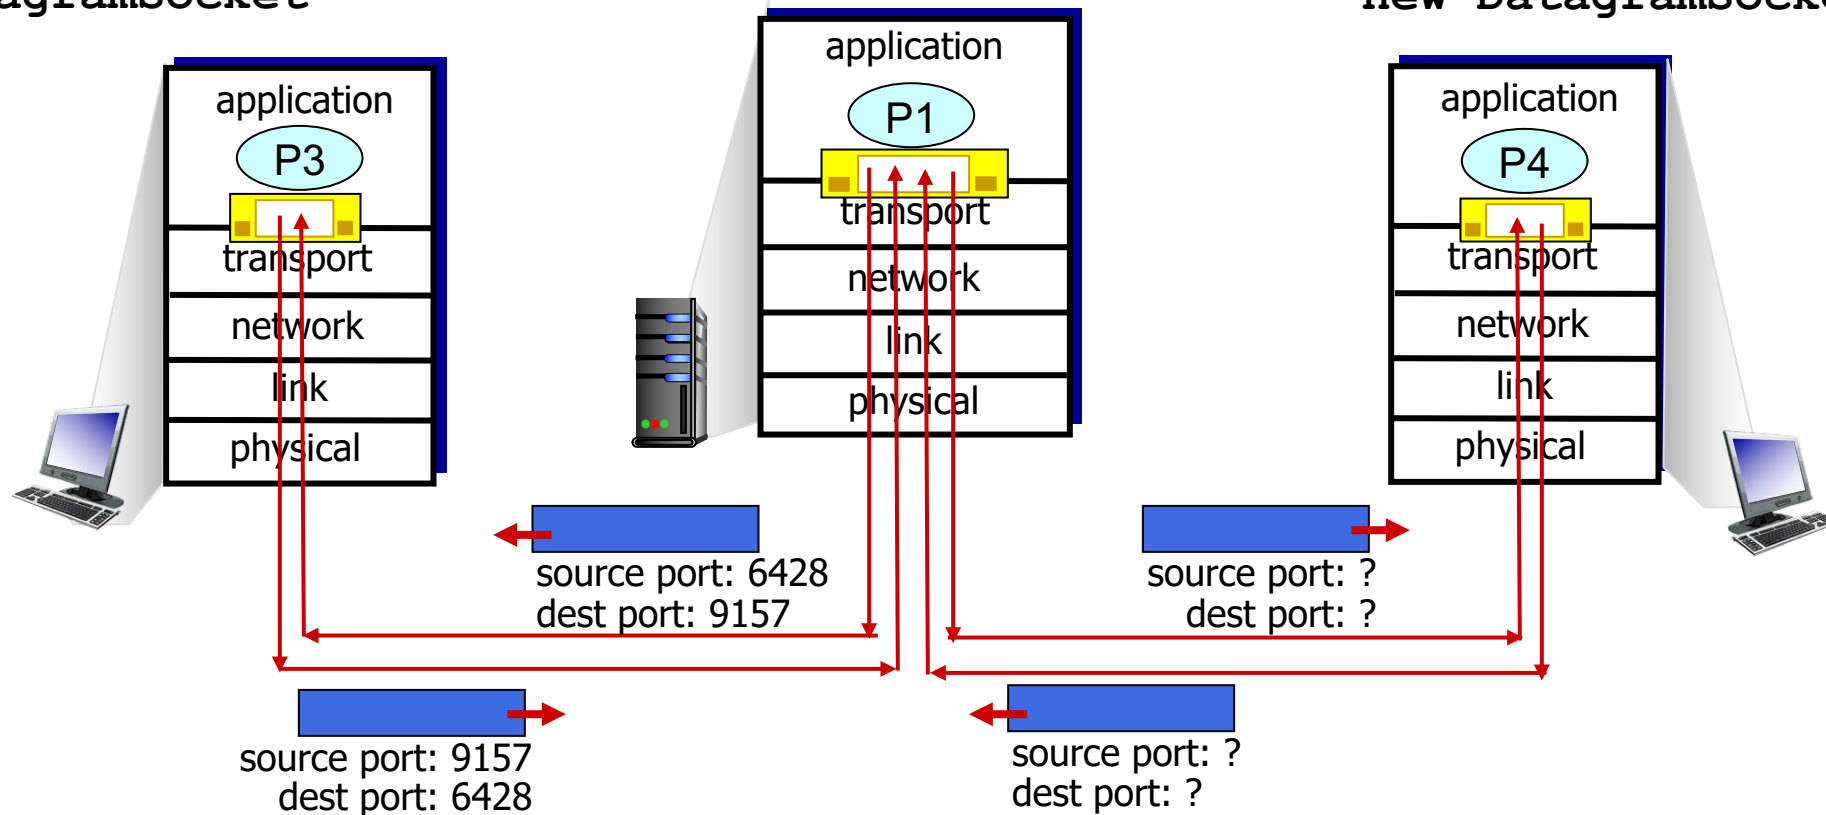 application
P3
transport
network
link
physical
application
P1
transport
network
link
physical
new DatagramSocke
application
P4
transport
network
link
physical
source port: 6428
dest port: 9157
source port: ?
dest port: ?
source port: 9157
dest port: 6428
source port: ?
dest port: ?